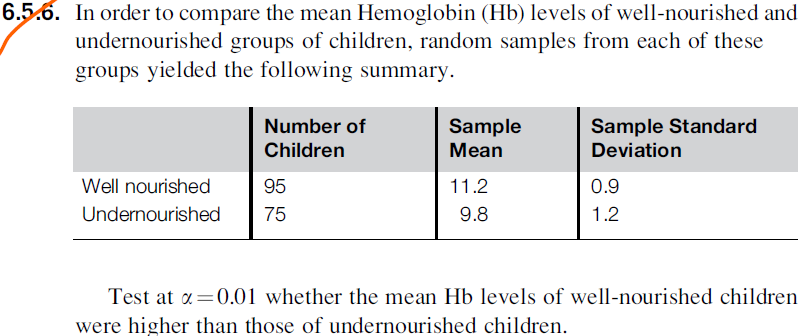 6.5.6. In order to compare the mean Hemoglobin (Hb) levels of well-nourished and
undernourished groups of children, random samples from each of these
groups yielded the following summary.
Number of Children Sample Mean Sample Standard Deviation
Well nourished 95 11.2 0.9
Undernourished 75 9.8 1.2
Test at α=0.01 whether the mean Hb levels of well-nourished children
were higher than those of undernourished children.